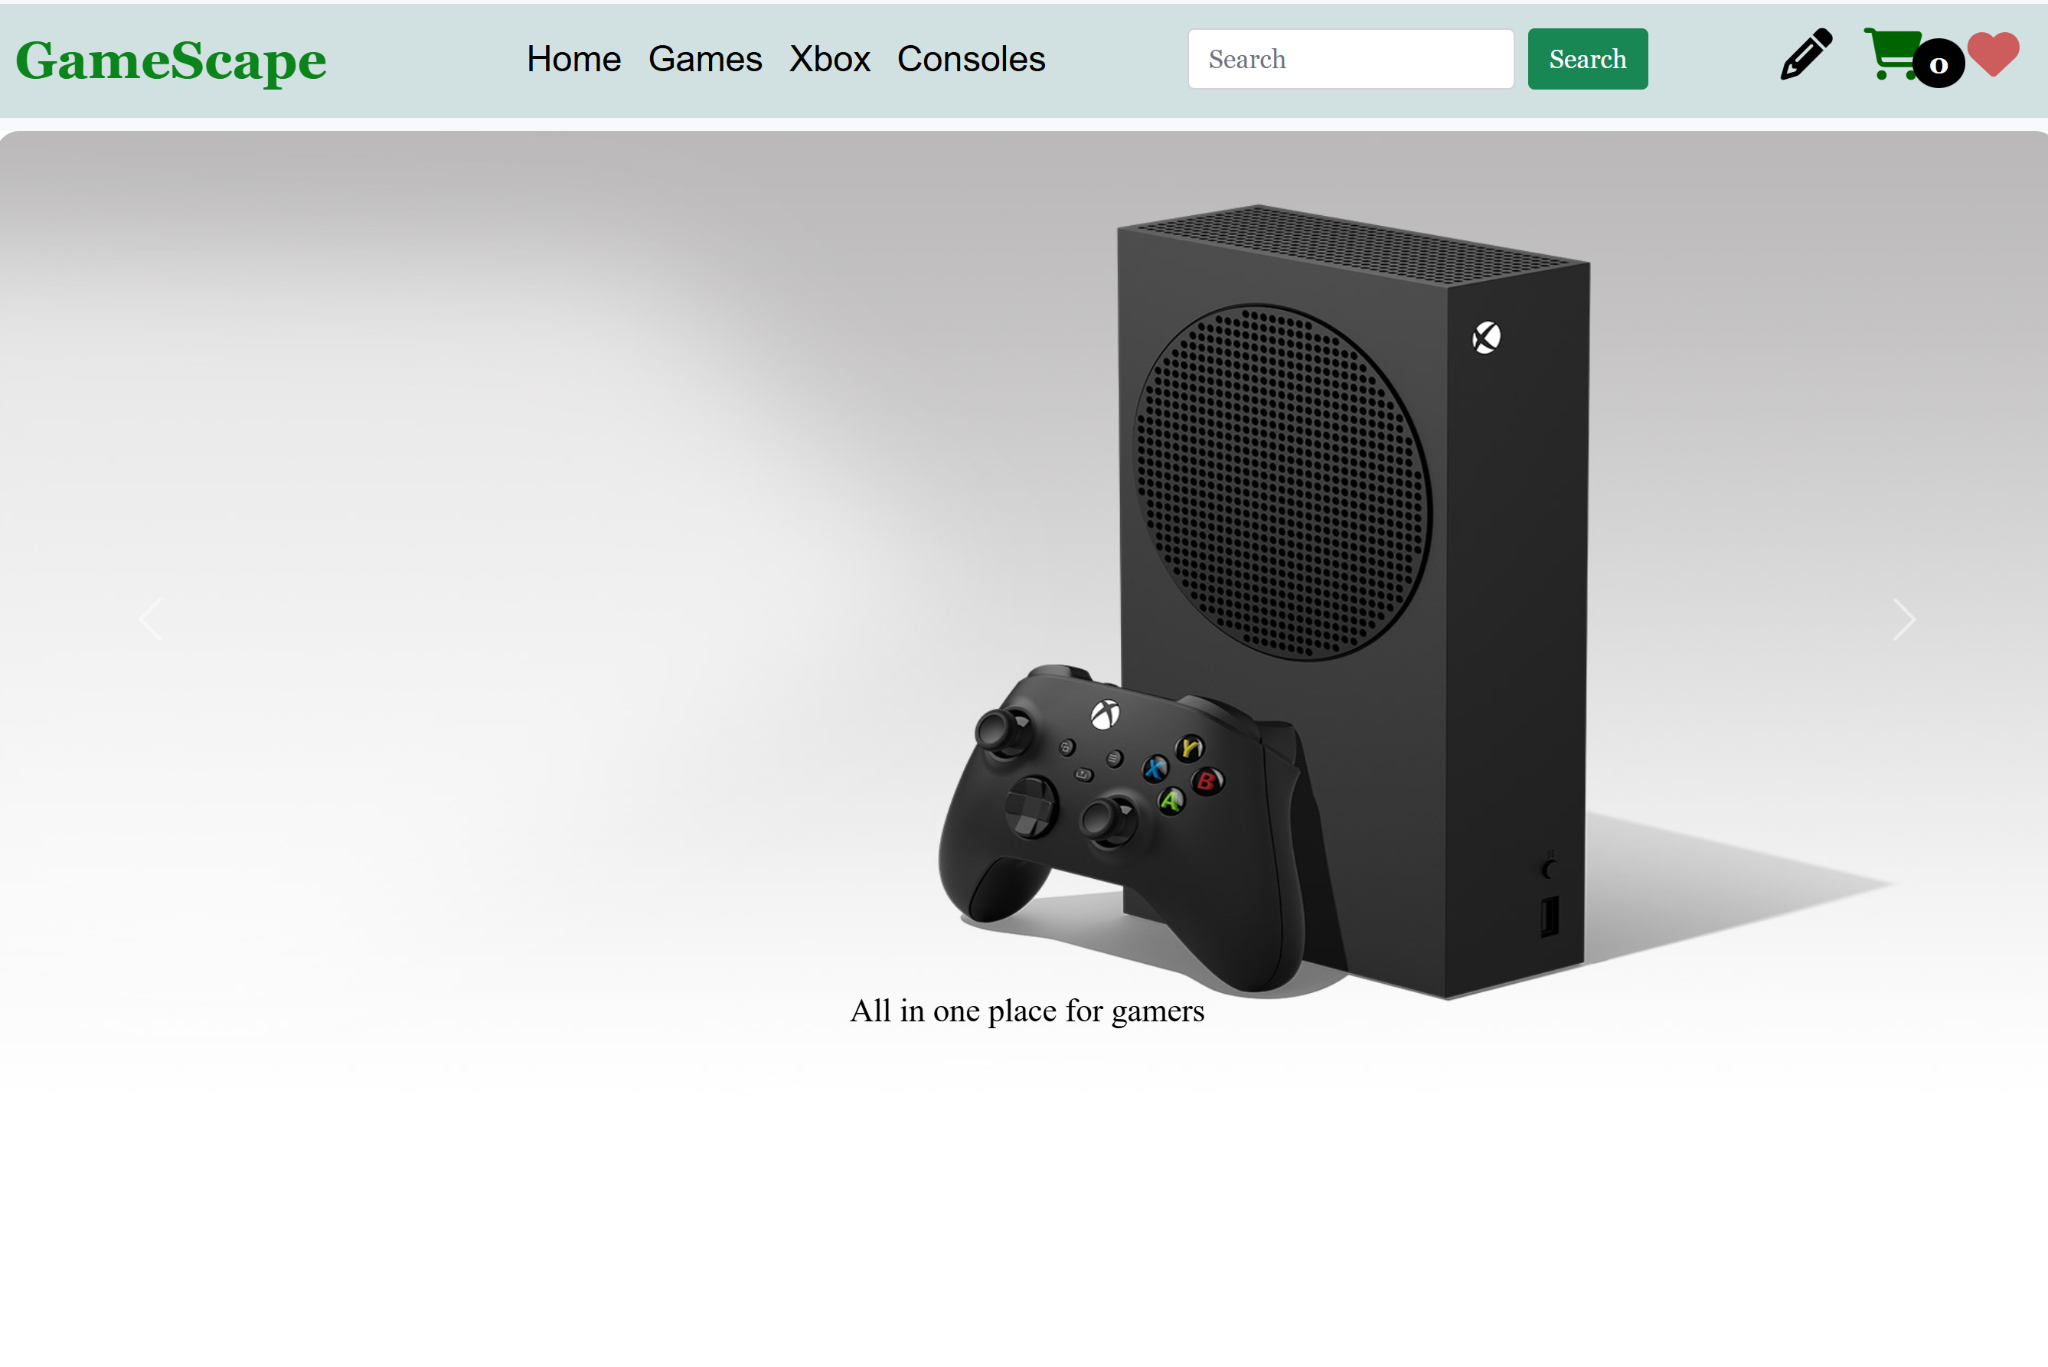 GameScape
Home Games Xbox Consoles
Search
Search
0
Y
X
B
A
All in one place for gamers